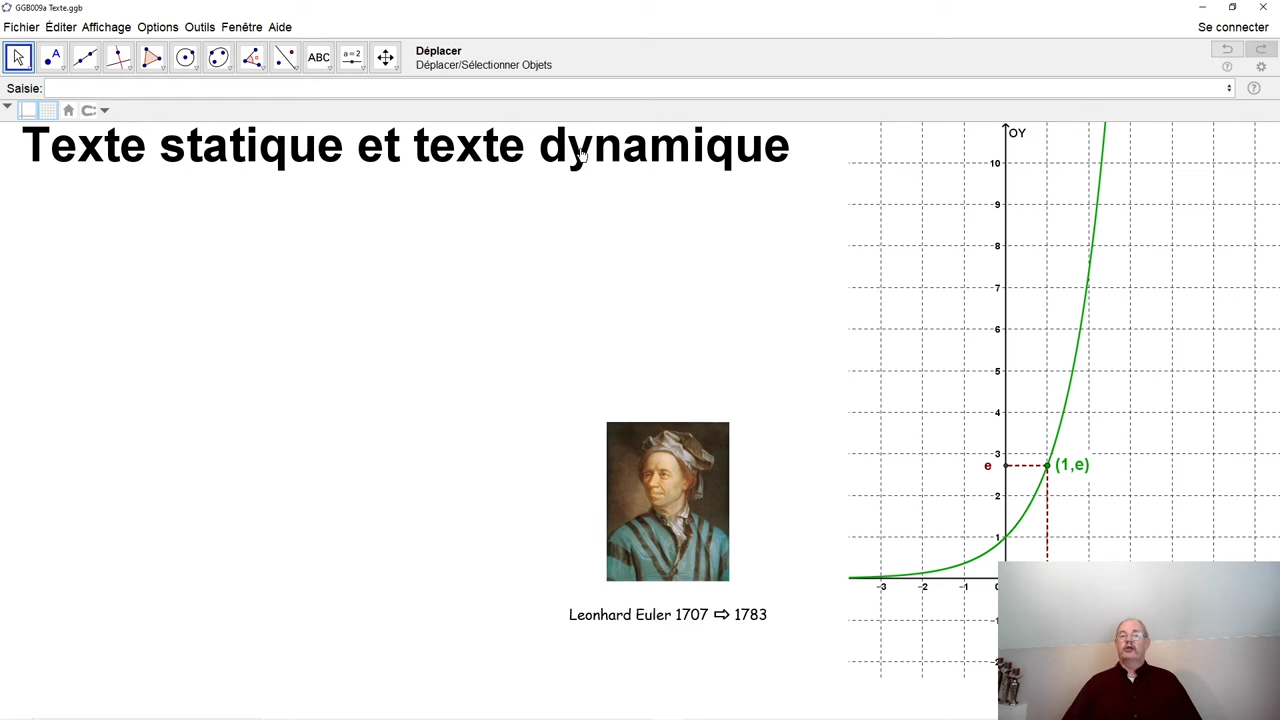 GGB009a Texte.ggb
Fichier Éditer Affichage Options Outils Fenêtre Aide
Se connecter
A
ABC
a=2
Déplacer
Déplacer/Sélectionner Objets
Saisie:
Texte statique et texte dynamique
OY
10
9
8
7
6
5
4
3
e
(1,e)
2
1
-3 -2 -1
Leonhard Euler 1707 ⇨ 1783